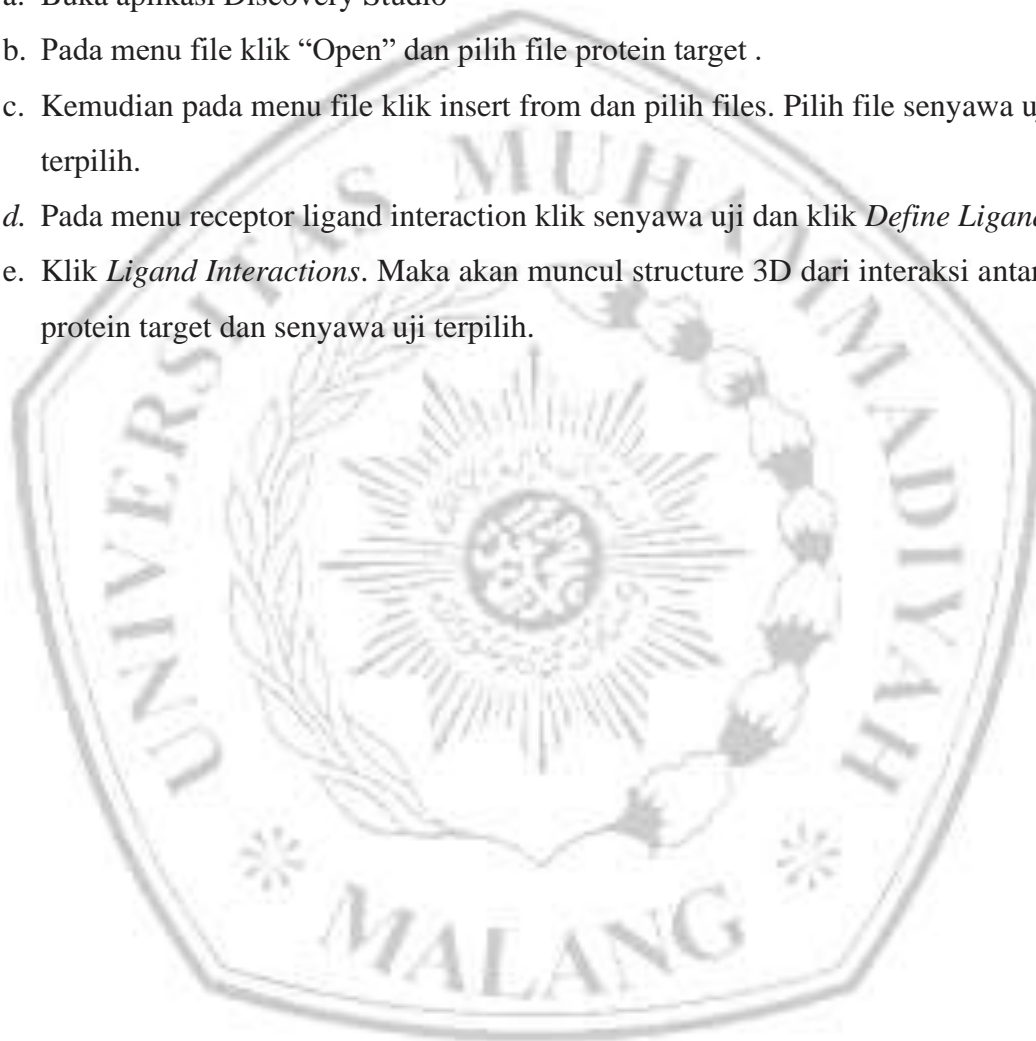 a. Buka aplikasi Discovery Studio
b. Pada menu file klik “Open” dan pilih file protein target .
c. Kemudian pada menu file klik insert from dan pilih files. Pilih file senyawa u
terpilih.
d. Pada menu receptor ligand interaction klik senyawa uji dan klik Define Ligand
e. Klik Ligand Interactions. Maka akan muncul structure 3D dari interaksi antar
protein target dan senyawa uji terpilih.
UNIVERSITAS MUHAMMADIYAH
MALANG